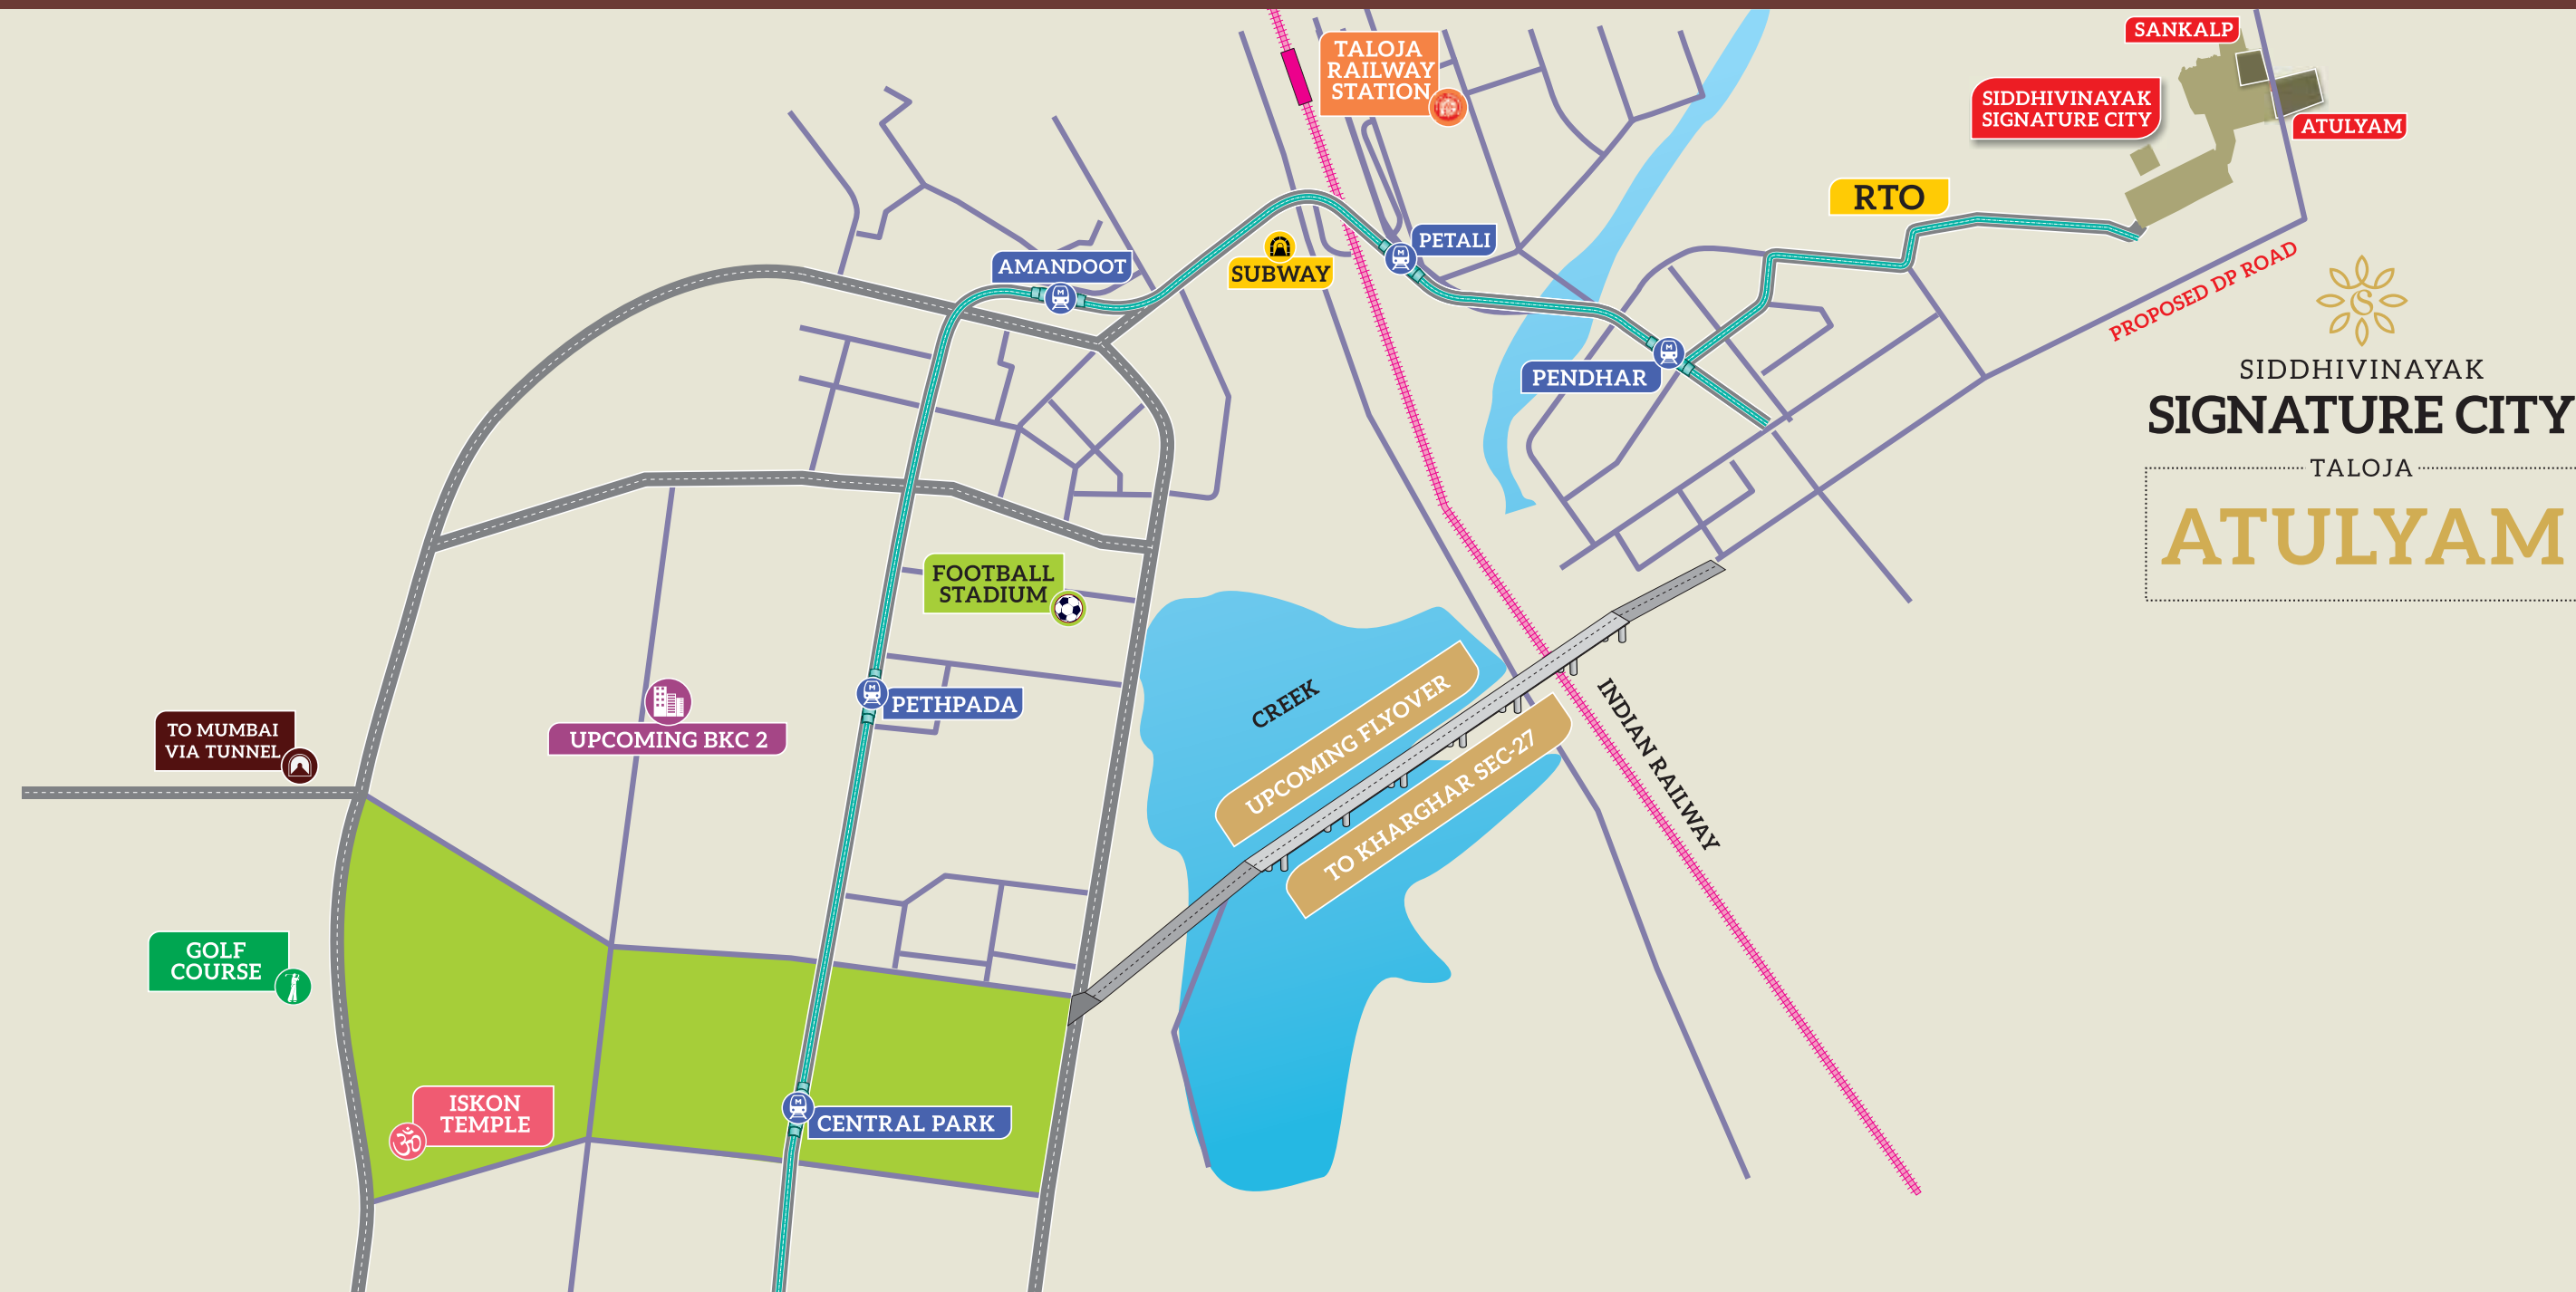 SANKALP
TALOJA
RAILWAY
STATION
SIDDHIVINAYAK
SIGNATURE CITY
ATULYAM
RTO
PETALI
AMANDOOT
SUBWAY
PROPOSED DP ROAD
S
SIDDHIVINAYAK
SIGNATURE CITY
TALOJA
ATULYAM
PENDHAR
FOOTBALL
STADIUM
PETHPADA
UPCOMING BKC 2
TO MUMBAI
VIA TUNNEL
CREEK
UPCOMING FLYOVER
TO KHARGHAR SEC-27
INDIAN RAILWAY
GOLF
COURSE
ISKON
TEMPLE
ॐ
CENTRAL PARK
M
M
M
M
M